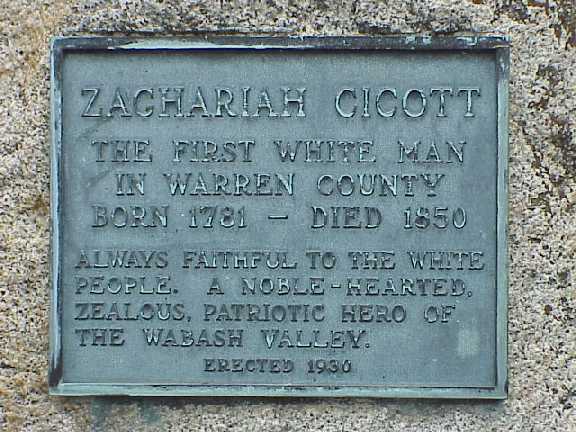 ZACHARIAH CICOTT
THE FIRST WHITE MAN
IN WARREN COUNTY
BORN 1781 - DIED 1850
ALWAYS FAITHFUL TO THE WHITE
PEOPLE. A NOBLE-HEARTED,
ZEALOUS, PATRIOTIC HERO OF
THE WABASH VALLEY.
ERECTED 1930